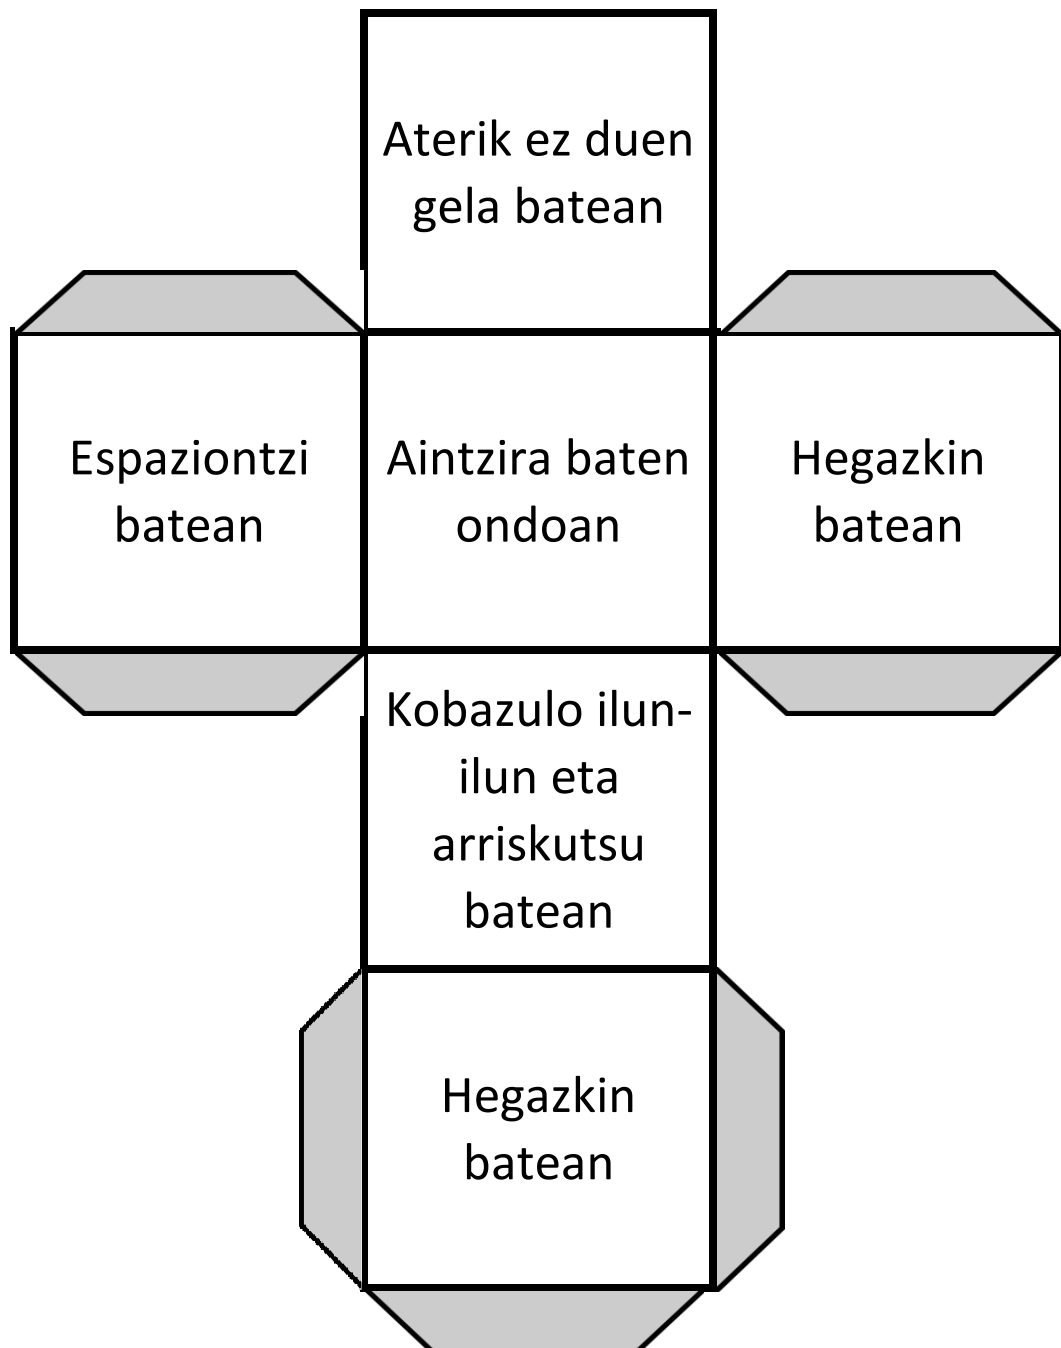 Aterik ez duen
gela batean
Espaziontzi
batean
Aintzira baten
ondoan
Hegazkin
batean
Kobazulo ilun-
ilun eta
arriskutsu
batean
Hegazkin
batean